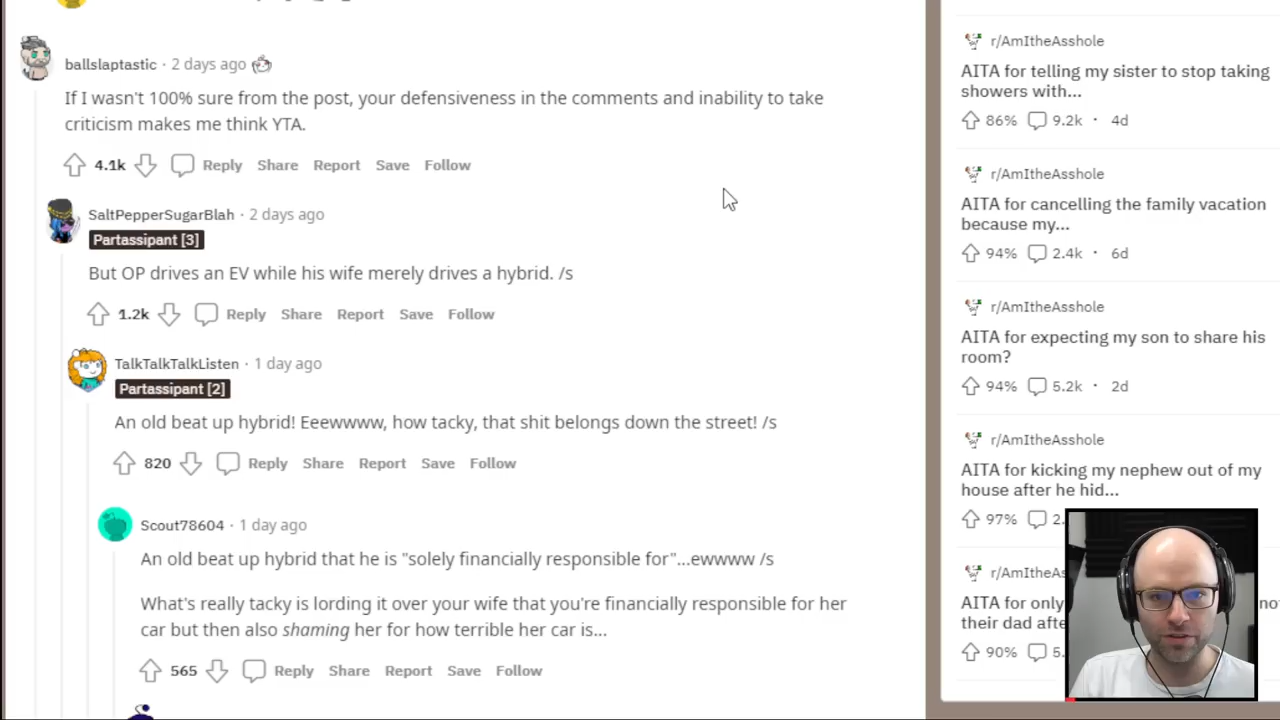 ballslaptastic · 2 days ago
If I wasn't 100% sure from the post, your defensiveness in the comments and inability to take
criticism makes me think YTA.
4.1k Reply Share Report Save Follow
SaltPepperSugarBlah · 2 days ago
Partassipant [3]
But OP drives an EV while his wife merely drives a hybrid. /s
1.2k Reply Share Report Save Follow
TalkTalkTalkListen · 1 day ago
Partassipant [2]
An old beat up hybrid! Eeewwww, how tacky, that shit belongs down the street! /s
820 Reply Share Report Save Follow
Scout78604 · 1 day ago
An old beat up hybrid that he is "solely financially responsible for"...ewwww /s
What's really tacky is lording it over your wife that you're financially responsible for her
car but then also shaming her for how terrible her car is...
565 Reply Share Report Save Follow
r/AmItheAsshole
AITA for telling my sister to stop taking
showers with...
86% 9.2k · 4d
r/AmItheAsshole
AITA for cancelling the family vacation
because my...
94% 2.4k · 6d
r/AmItheAsshole
AITA for expecting my son to share his
room?
94% 5.2k · 2d
r/AmItheAsshole
AITA for kicking my nephew out of my
house after he hid...
97% 2.
r/AmItheA
AITA for only
their dad afte
90% 5.